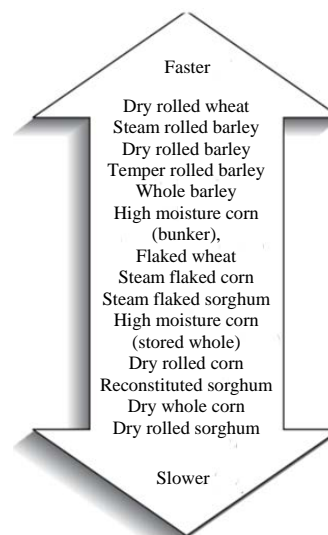 Faster
Dry rolled wheat
Steam rolled barley
Dry rolled barley
Temper rolled barley
Whole barley
High moisture corn
(bunker),
Flaked wheat
Steam flaked corn
Steam flaked sorghum
High moisture corn
(stored whole)
Dry rolled corn
Reconstituted sorghum
Dry whole corn
Dry rolled sorghum
Slower